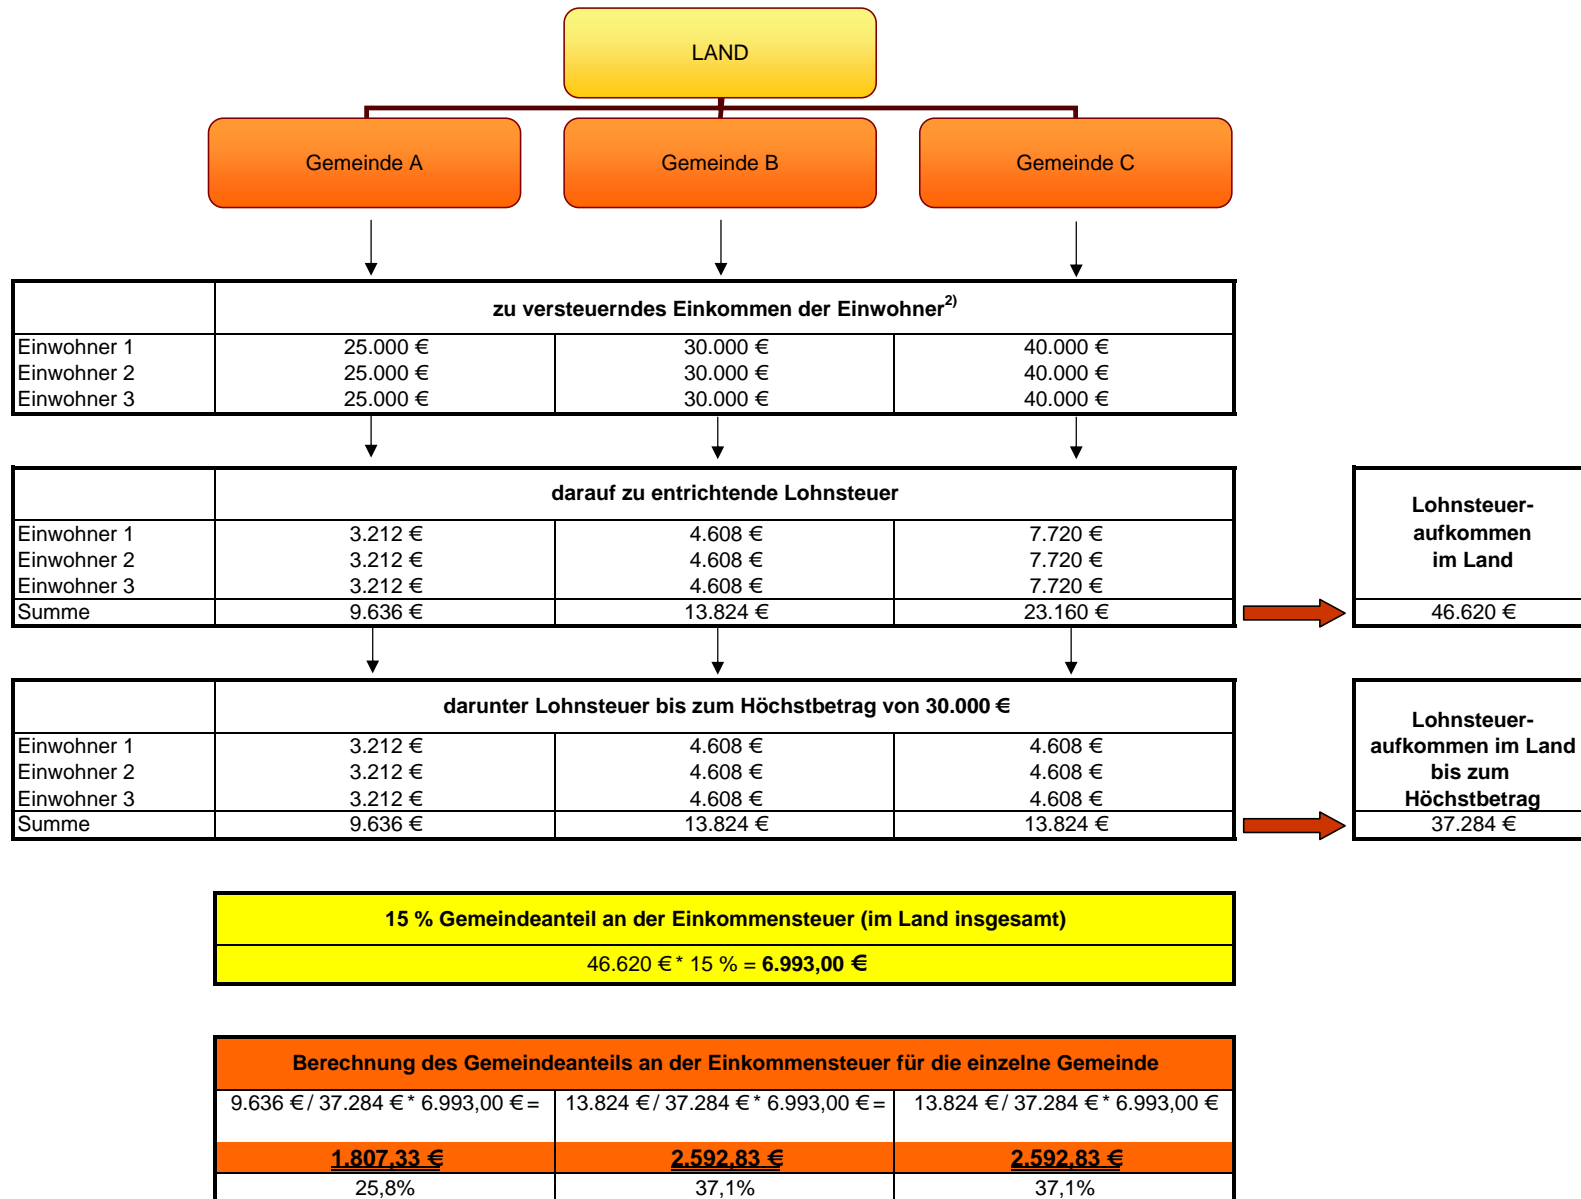 LAND
Gemeinde A Gemeinde B Gemeinde C
zu versteuerndes Einkommen der Einwohner2)
Einwohner 1 25.000 € 30.000 € 40.000 €
Einwohner 2 25.000 € 30.000 € 40.000 €
Einwohner 3 25.000 € 30.000 € 40.000 €
darauf zu entrichtende Lohnsteuer
Einwohner 1 3.212 € 4.608 € 7.720 €
Einwohner 2 3.212 € 4.608 € 7.720 €
Einwohner 3 3.212 € 4.608 € 7.720 €
Summe 9.636 € 13.824 € 23.160 €
Lohnsteuer-
aufkommen
im Land
46.620 €
darunter Lohnsteuer bis zum Höchstbetrag von 30.000 €
Einwohner 1 3.212 € 4.608 € 4.608 €
Einwohner 2 3.212 € 4.608 € 4.608 €
Einwohner 3 3.212 € 4.608 € 4.608 €
Summe 9.636 € 13.824 € 13.824 €
Lohnsteuer-
aufkommen im Land
bis zum
Höchstbetrag
37.284 €
15 % Gemeindeanteil an der Einkommensteuer (im Land insgesamt)
46.620 € * 15 % = 6.993,00 €
Berechnung des Gemeindeanteils an der Einkommensteuer für die einzelne Gemeinde
9.636 € / 37.284 € * 6.993,00 € = 13.824 € / 37.284 € * 6.993,00 € = 13.824 € / 37.284 € * 6.993,00 €
1.807,33 € 2.592,83 € 2.592,83 €
25,8% 37,1% 37,1%